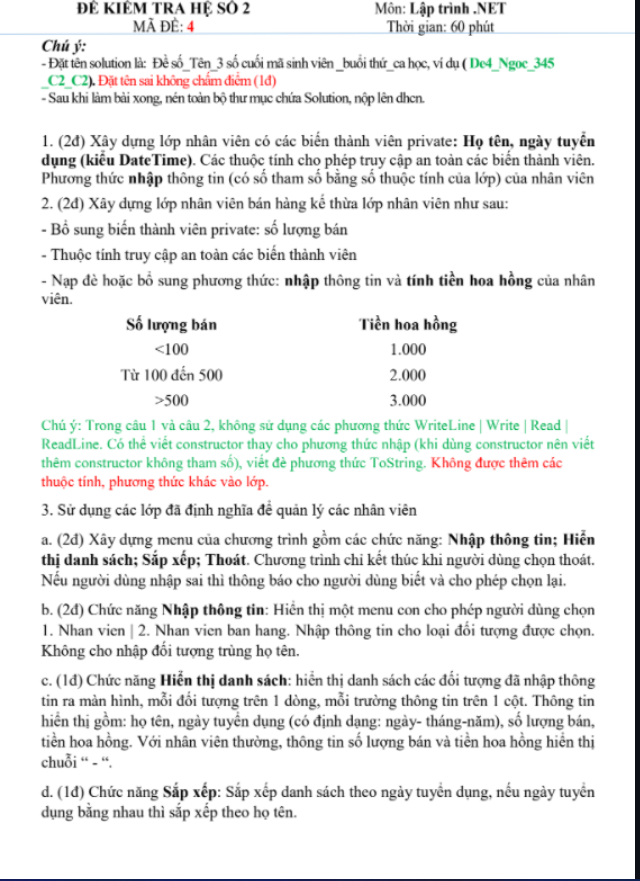 ĐỀ KIỂM TRA HỆ SỐ 2 Môn: Lập trình .NET
MÃ ĐỀ: 4 Thời gian: 60 phút
Chú ý:
- Đặt tên solution là: Đề số_Tên_3 số cuối mã sinh viên _buổi thứ_ca học, ví dụ ( De4_Ngoc_345
_C2_C2). Đặt tên sai không chấm điểm (1đ)
- Sau khi làm bài xong, nén toàn bộ thư mục chứa Solution, nộp lên dhcn.
1. (2đ) Xây dựng lớp nhân viên có các biến thành viên private: Họ tên, ngày tuyển
dụng (kiểu DateTime). Các thuộc tính cho phép truy cập an toàn các biến thành viên.
Phương thức nhập thông tin (có số tham số bằng số thuộc tính của lớp) của nhân viên
2. (2đ) Xây dựng lớp nhân viên bán hàng kế thừa lớp nhân viên như sau:
- Bổ sung biến thành viên private: số lượng bán
- Thuộc tính truy cập an toàn các biến thành viên
- Nạp đè hoặc bổ sung phương thức: nhập thông tin và tính tiền hoa hồng của nhân
viên.
Số lượng bán Tiền hoa hồng
<100 1.000
Từ 100 đến 500 2.000
>500 3.000
Chú ý: Trong câu 1 và câu 2, không sử dụng các phương thức WriteLine | Write | Read |
ReadLine. Có thể viết constructor thay cho phương thức nhập (khi dùng constructor nên viết
thêm constructor không tham số), viết đè phương thức ToString. Không được thêm các
thuộc tính, phương thức khác vào lớp.
3. Sử dụng các lớp đã định nghĩa để quản lý các nhân viên
a. (2đ) Xây dựng menu của chương trình gồm các chức năng: Nhập thông tin; Hiển
thị danh sách; Sắp xếp; Thoát. Chương trình chỉ kết thúc khi người dùng chọn thoát.
Nếu người dùng nhập sai thì thông báo cho người dùng biết và cho phép chọn lại.
b. (2đ) Chức năng Nhập thông tin: Hiển thị một menu con cho phép người dùng chọn
1. Nhan vien | 2. Nhan vien ban hang. Nhập thông tin cho loại đối tượng được chọn.
Không cho nhập đối tượng trùng họ tên.
c. (1đ) Chức năng Hiển thị danh sách: hiển thị danh sách các đối tượng đã nhập thông
tin ra màn hình, mỗi đối tượng trên 1 dòng, mỗi trường thông tin trên 1 cột. Thông tin
hiển thị gồm: họ tên, ngày tuyển dụng (có định dạng: ngày- tháng-năm), số lượng bán,
tiền hoa hồng. Với nhân viên thường, thông tin số lượng bán và tiền hoa hồng hiển thị
chuỗi “ - “.
d. (1đ) Chức năng Sắp xếp: Sắp xếp danh sách theo ngày tuyển dụng, nếu ngày tuyển
dụng bằng nhau thì sắp xếp theo họ tên.